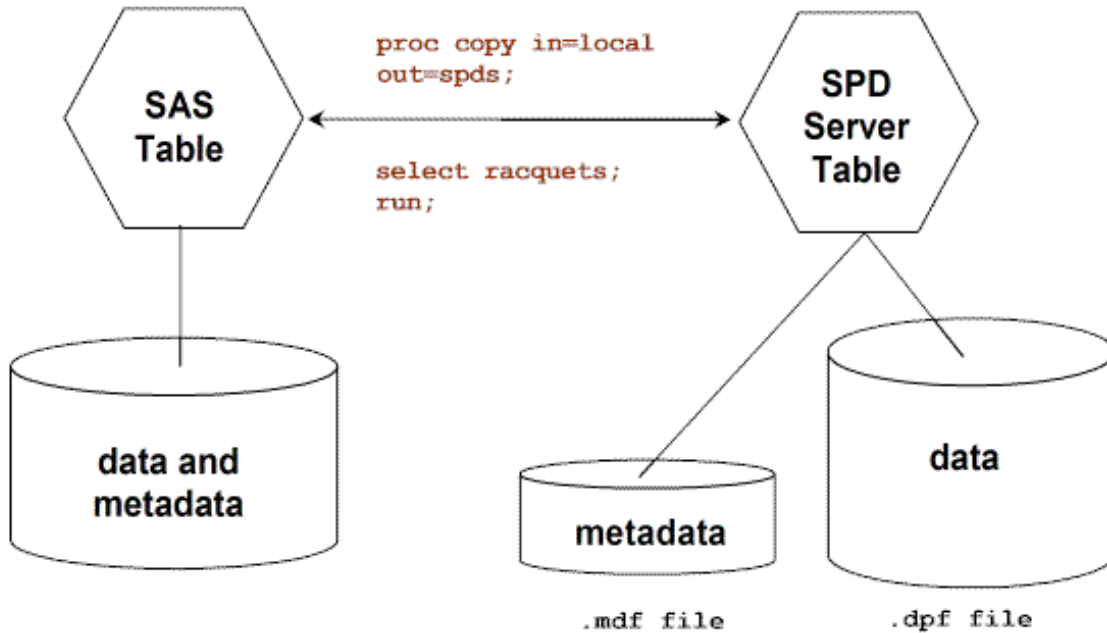 SAS
Table
proc copy in=local
out=spds;
select racquets;
run;
SPD
Server
Table
data and
metadata
metadata
data
.mdf file
.dpf file